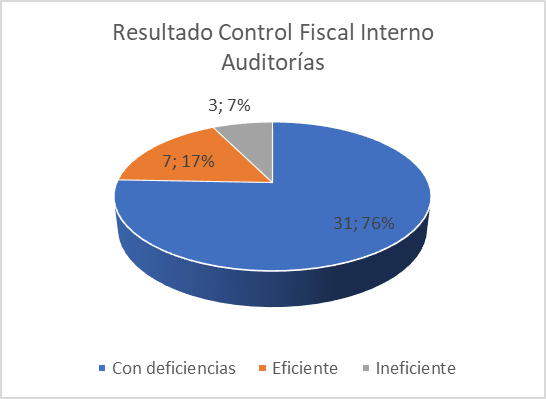 Resultado Control Fiscal Interno
Auditorías
3; 7%
7; 17%
31; 76%
Con deficiencias
Eficiente
Ineficiente